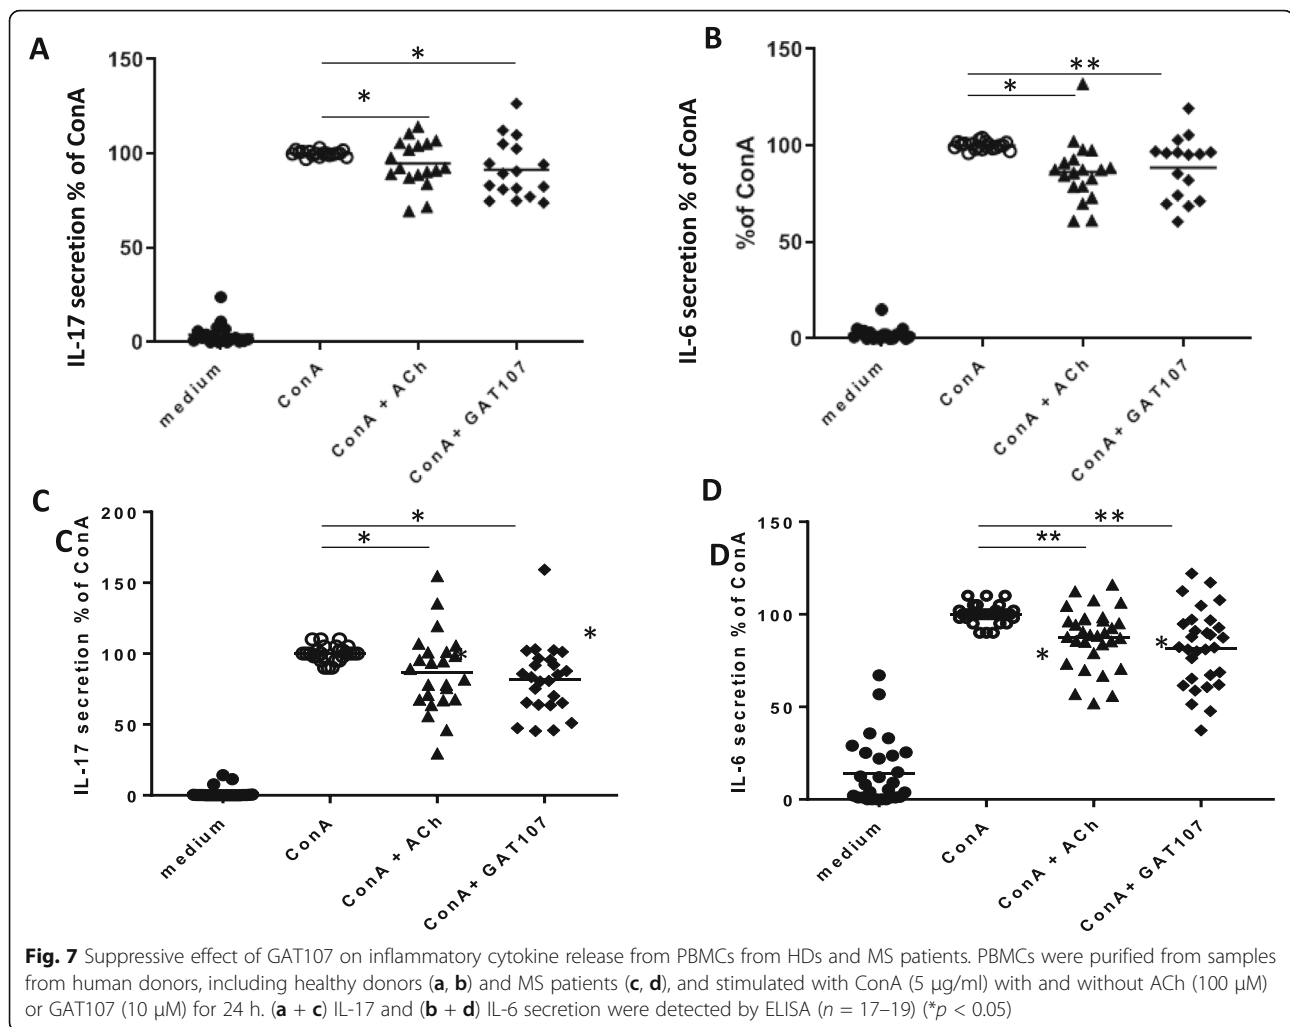 A
B
*
*
IL-17 secretion % of ConA
150
100
50
0
medium
ConA
ConA + ACh
ConA+ GAT107
**
*
IL-6 secretion % of ConA
%of ConA
150
100
50
0
medium
ConA
ConA + ACh
ConA+ GAT107
C
C
*
*
*
*
IL-17 secretion % of ConA
200
150
100
50
0
medium
ConA
ConA + ACh
ConA+ GAT107
D
D
**
**
*
*
IL-6 secretion % of ConA
150
100
50
0
medium
ConA
ConA + ACh
ConA+ GAT107
Fig. 7 Suppressive effect of GAT107 on inflammatory cytokine release from PBMCs from HDs and MS patients. PBMCs were purified from samples
from human donors, including healthy donors (a, b) and MS patients (c, d), and stimulated with ConA (5 μg/ml) with and without ACh (100 μM)
or GAT107 (10 μM) for 24 h. (a + c) IL-17 and (b + d) IL-6 secretion were detected by ELISA (n = 17–19) (*p < 0.05)